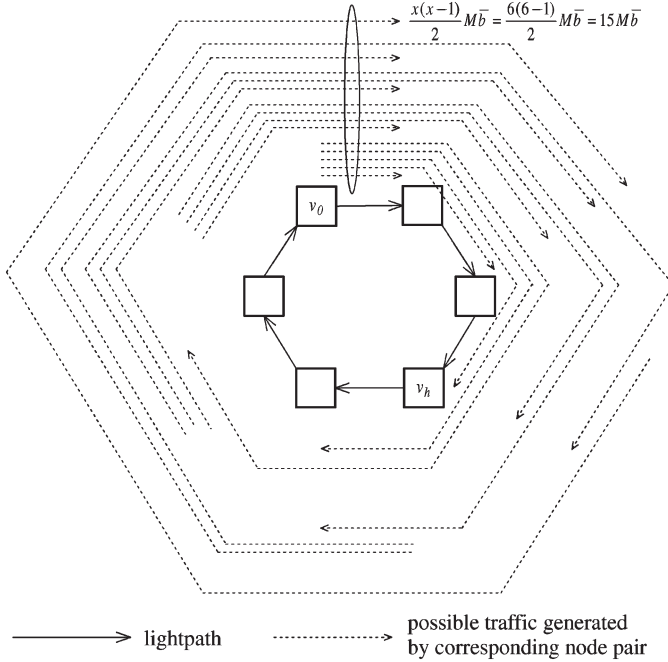 x(x−1)/2 Mb̅ = 6(6−1)/2 Mb̅ = 15Mb̅
v₀
vₕ
lightpath
possible traffic generated
by corresponding node pair